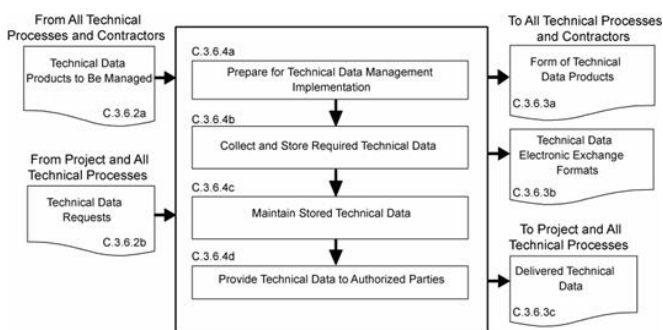 From All Technical
Processes and Contractors
Technical Data
Products to Be Managed
C.3.6.2a
From Project and All
Technical Processes
Technical Data
Requests
C.3.6.2b
C.3.6.4a
Prepare for Technical Data Management
Implementation
C.3.6.4b
Collect and Store Required Technical Data
C.3.6.4c
Maintain Stored Technical Data
C.3.6.4d
Provide Technical Data to Authorized Parties
To All Technical Processes
and Contractors
Form of Technical
Data Products
C.3.6.3a
Technical Data
Electronic Exchange
Formats
C.3.6.3b
To Project and All
Technical Processes
Delivered Technical
Data
C.3.6.3c